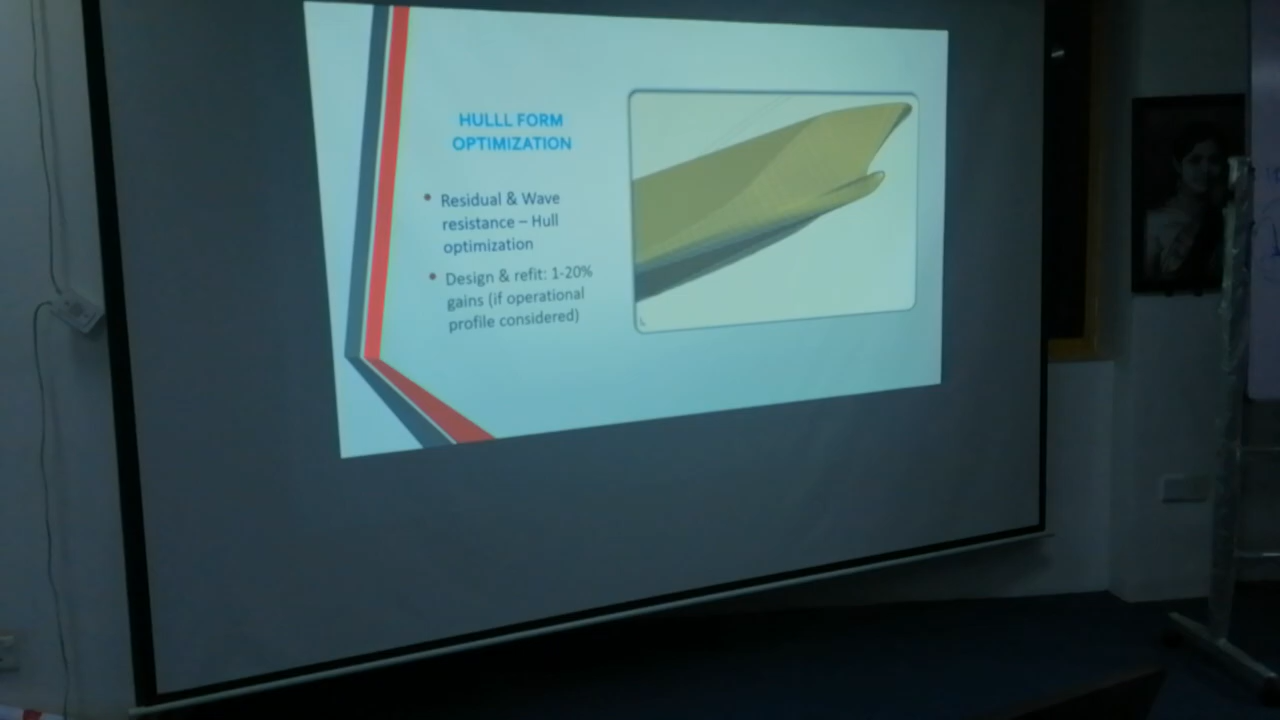 HULLL FORM
OPTIMIZATION
• Residual & Wave
resistance – Hull
optimization
• Design & refit: 1-20%
gains (if operational
profile considered)